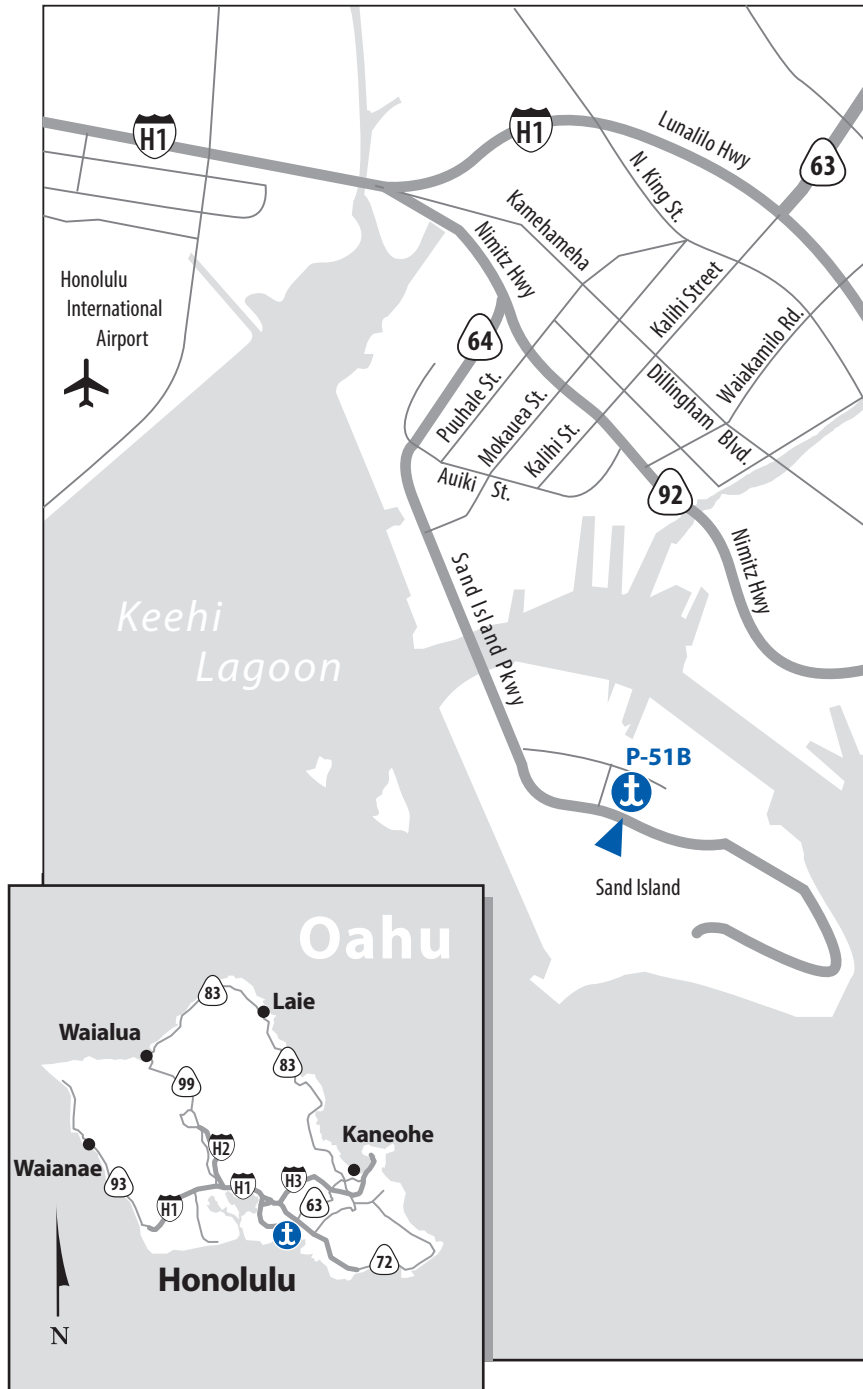 H1
H1
Lunalilo Hwy
63
N. King St.
Kamehameha
Nimitz Hwy
Honolulu
International
Airport
Kalihi Street
64
Waiakamilo Rd.
Puuhale St.
Mokauea St.
Kalihi St.
Dillingham Blvd.
Auiki St.
92
Nimitz Hwy
Sand Island Pkwy
Keehi
Lagoon
P-51B
Sand Island
Oahu
83
Laie
Waialua
83
99
Kaneohe
H2
Waianae
93
H1
H1
H3
63
72
Honolulu
N